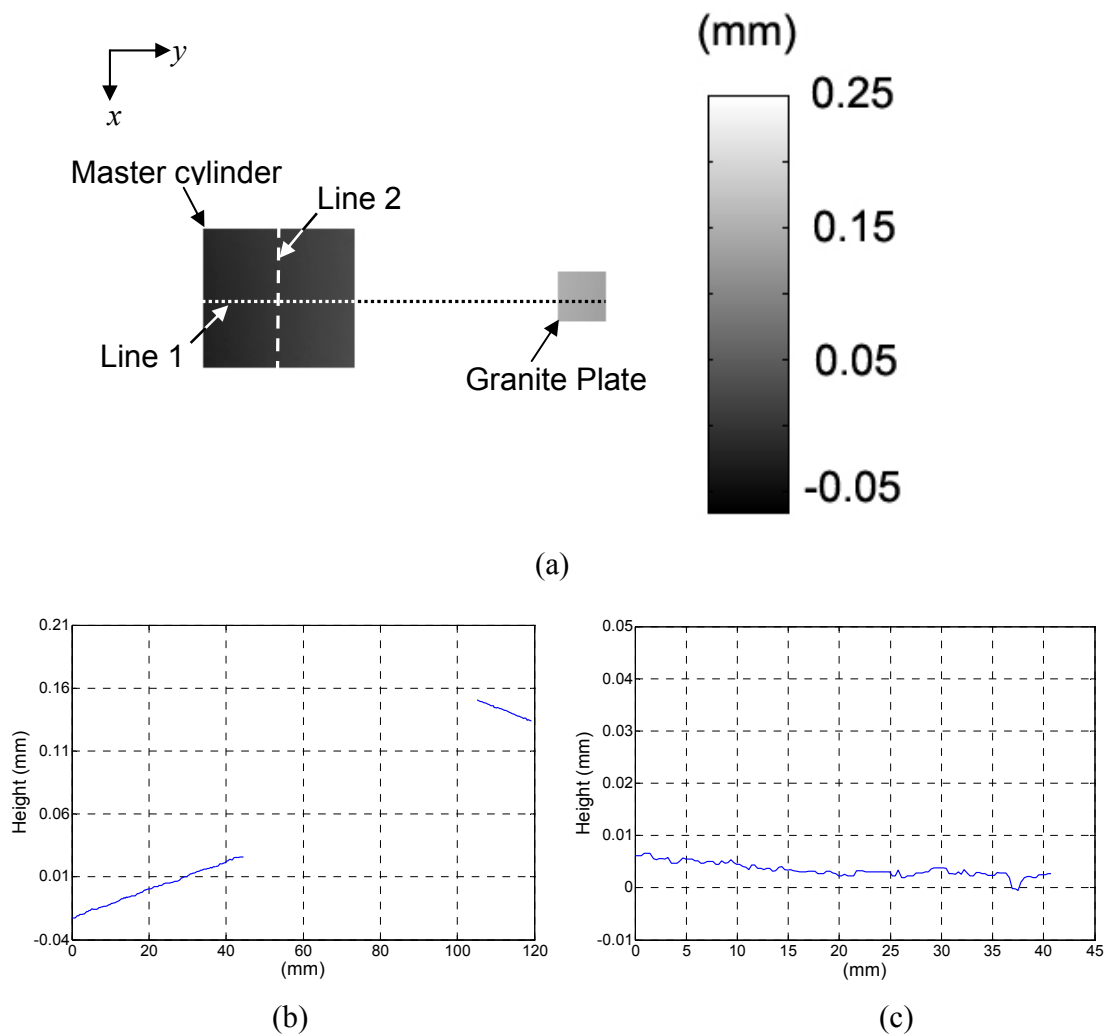 (mm)
y
x
0.25
Master cylinder
Line 2
0.15
Line 1
Granite Plate
0.05
-0.05
(a)
0.21
0.16
0.11
0.06
0.01
-0.04
Height (mm)
0 20 40 60 80 100 120
(mm)
(b)
0.05
0.04
0.03
0.02
0.01
0
-0.01
Height (mm)
0 5 10 15 20 25 30 35 40 45
(mm)
(c)